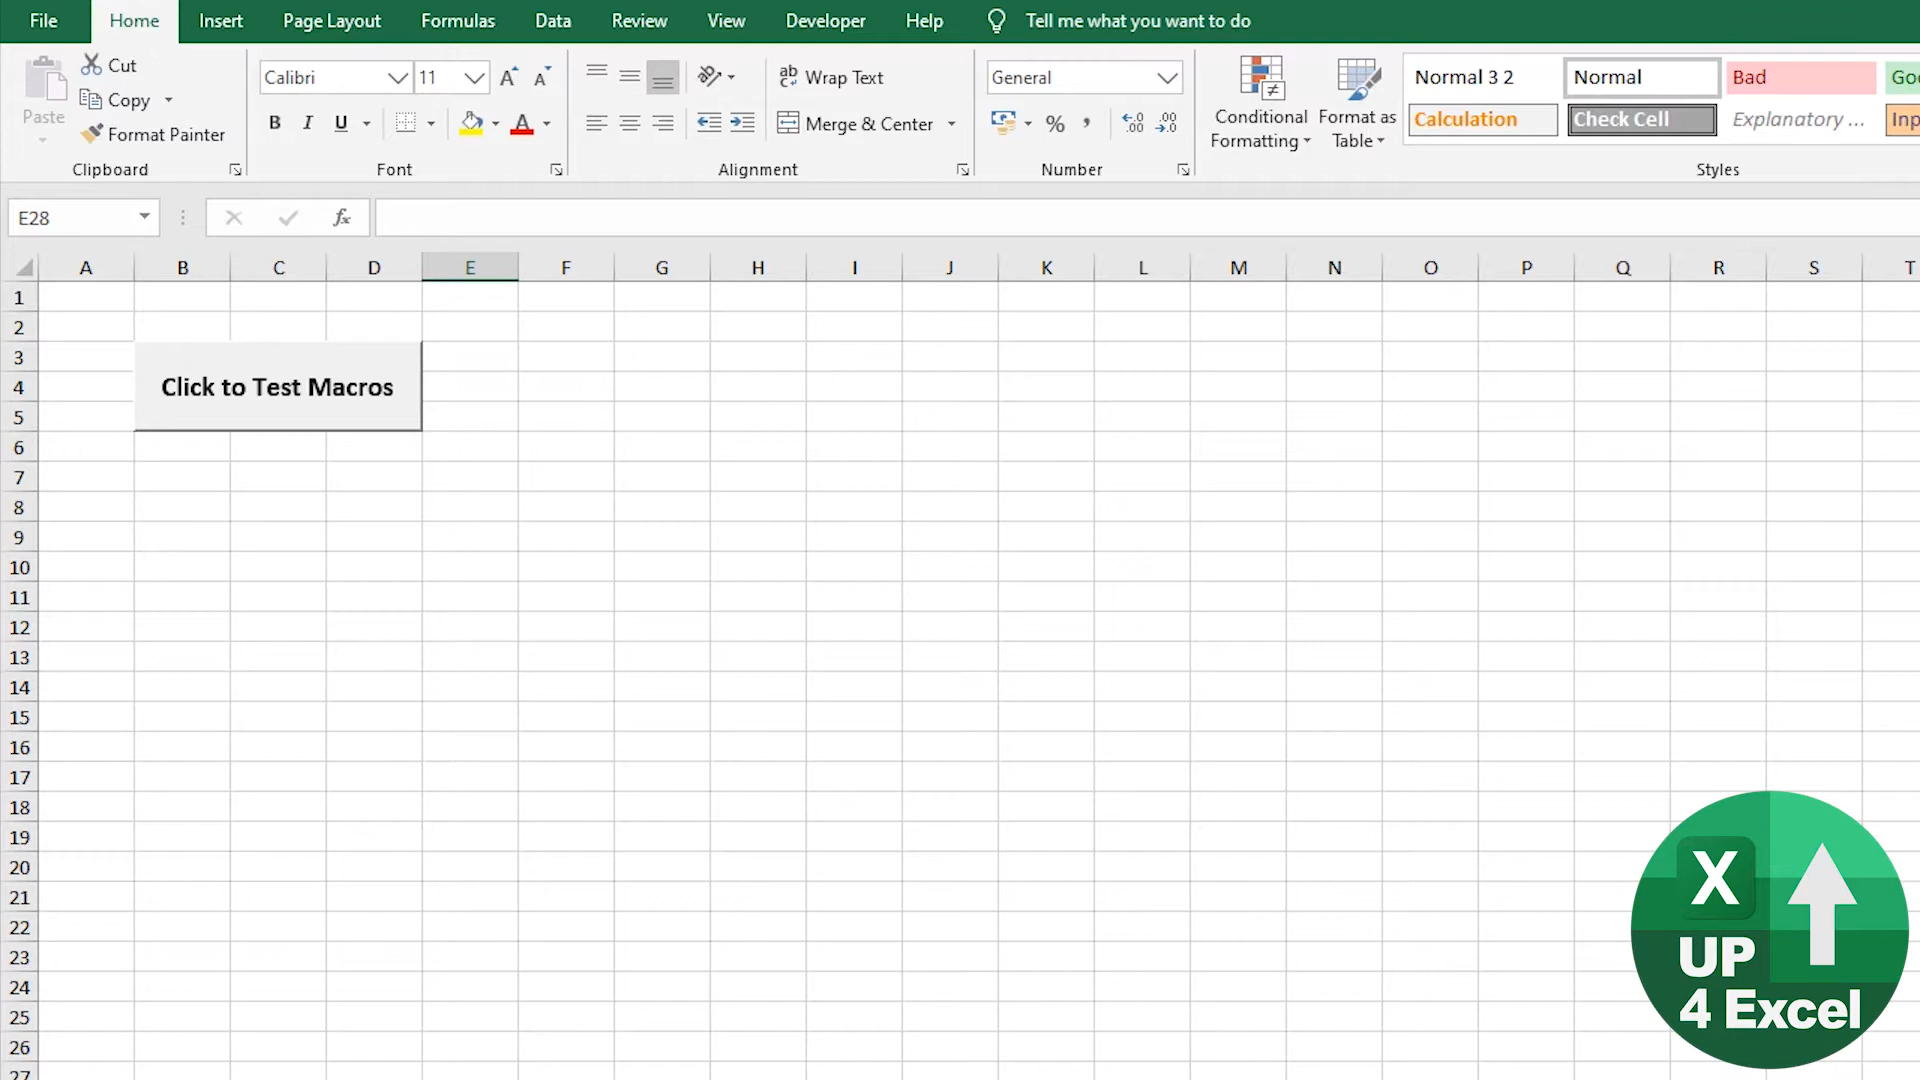 File Home Insert Page Layout Formulas Data Review View Developer Help Tell me what you want to do
Paste
Cut
Copy
Format Painter
Clipboard
Calibri 11 A A
B I U A
Font
ab Wrap Text
Merge & Center
Alignment
General
% , .00 .00
Number
Conditional Formatting
Format as Table
Normal 3 2 Normal Bad
Calculation Check Cell Explanatory ...
Styles
E28 fx
A B C D E F G H I J K L M N O P Q R S T
1
2
3
4
5
6
7
8
9
10
11
12
13
14
15
16
17
18
19
20
21
22
23
24
25
26
27
Click to Test Macros
X
UP
4 Excel